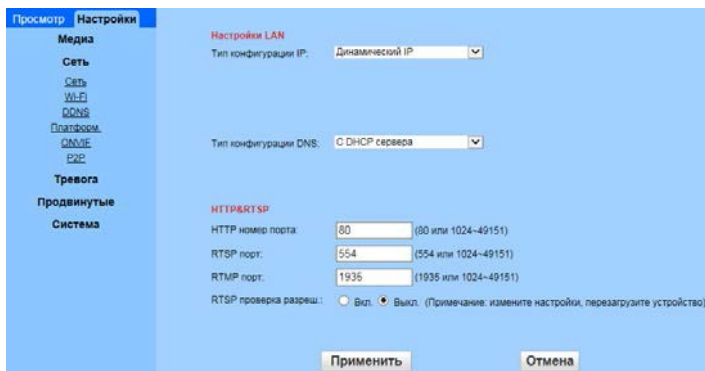 Просмотр Настройки
Медиа
Сеть
Сеть
Wi-Fi
DDNS
Платформ.
ONVIF
P2P
Тревога
Продвинутые
Система
Настройки LAN
Тип конфигурации IP: Динамический IP
Тип конфигурации DNS: С DHCP сервера
HTTP&RTSP
HTTP номер порта: 80 (80 или 1024~49151)
RTSP порт: 554 (554 или 1024~49151)
RTMP порт: 1935 (1935 или 1024~49151)
RTSP проверка разреш.: Вкл. Выкл. (Примечание: измените настройки, перезагрузите устройство)
Применить Отмена